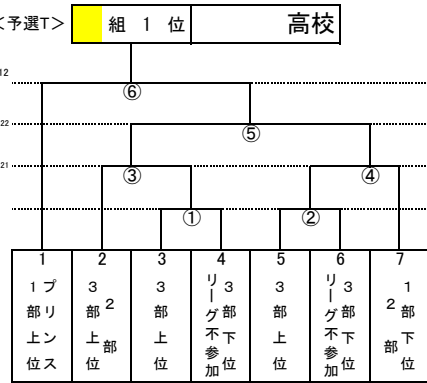 <予選T> 組 1 位 高校
12
⑥
22
⑤
21
③ ④
① ②
1 2 3 4 5 6 7
プリンス
1部上位
2部
3部上位
3部上位
3部下位
リーグ不参加
3部上位
3部下位
リーグ不参加
1部下位
2部